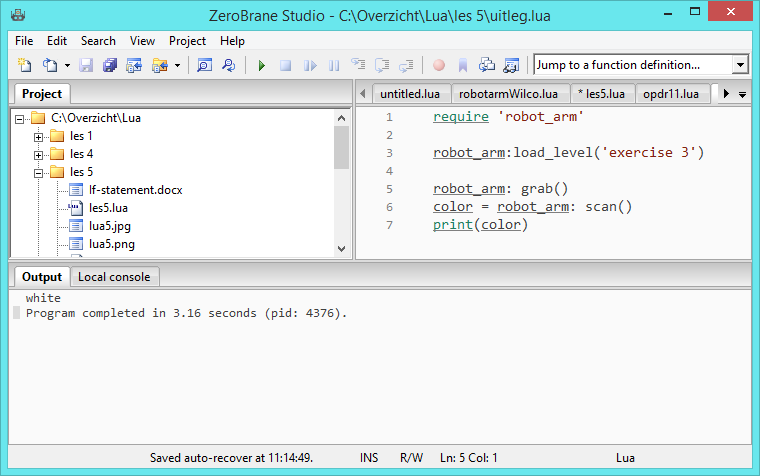 ZeroBrane Studio - C:\Overzicht\Lua\les 5\uitleg.lua
File Edit Search View Project Help
Jump to a function definition...
Project
untitled.lua robotarmWilco.lua * les5.lua opdr11.lua
C:\Overzicht\Lua
les 1
les 4
les 5
lf-statement.docx
les5.lua
lua5.jpg
lua5.png
1 require 'robot_arm'
2
3 robot_arm:load_level('exercise 3')
4
5 robot_arm: grab()
6 color = robot_arm: scan()
7 print(color)
Output Local console
white
Program completed in 3.16 seconds (pid: 4376).
Saved auto-recover at 11:14:49. INS R/W Ln: 5 Col: 1 Lua